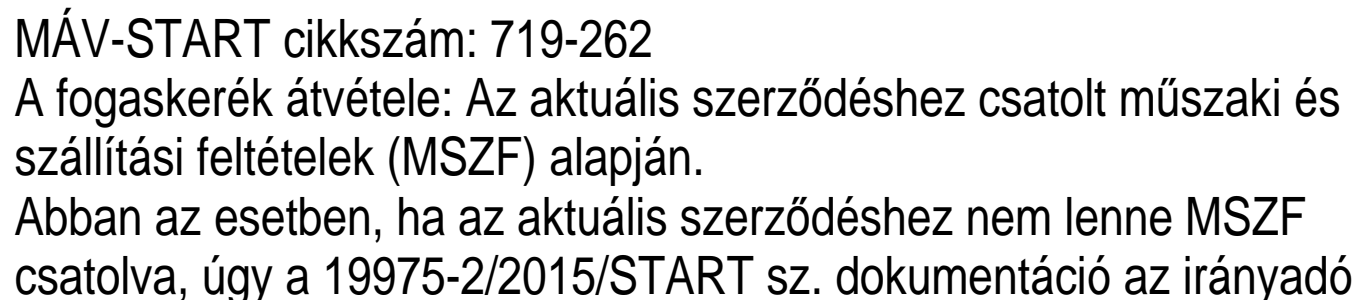 MÁV-START cikkszám: 719-262
A fogaskerék átvétele: Az aktuális szerződéshez csatolt műszaki és
szállítási feltételek (MSZF) alapján.
Abban az esetben, ha az aktuális szerződéshez nem lenne MSZF
csatolva, úgy a 19975-2/2015/START sz. dokumentáció az irányadó